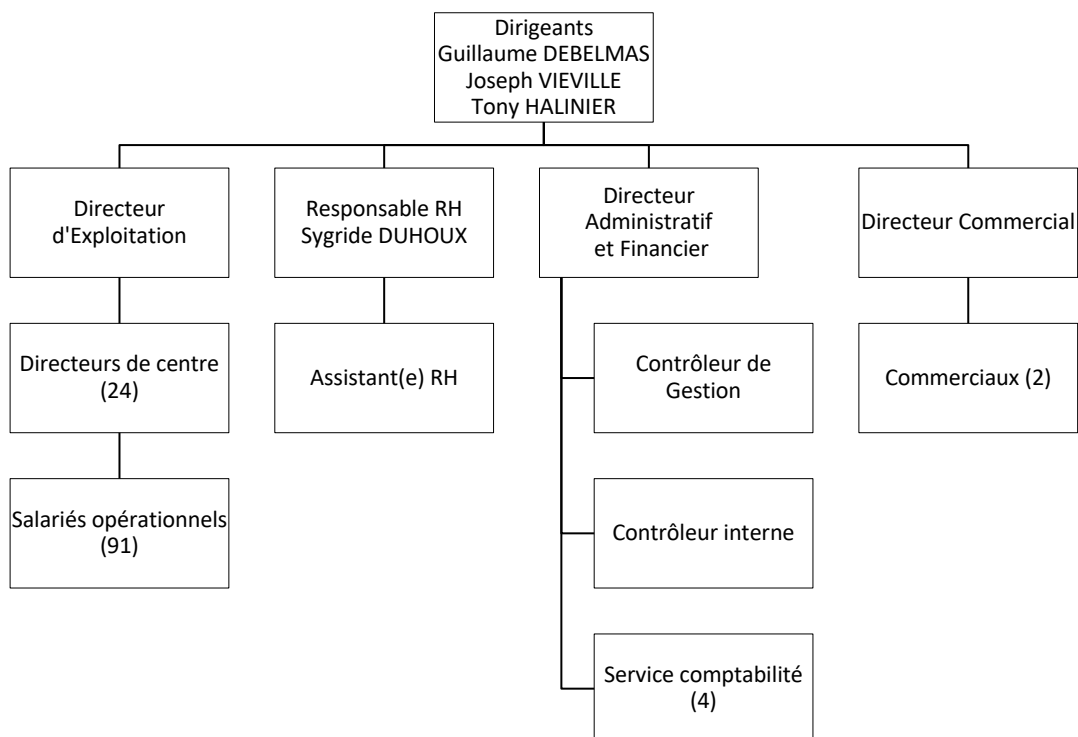 Dirigeants
Guillaume DEBELMAS
Joseph VIEVILLE
Tony HALINIER
Directeur
d'Exploitation
Responsable RH
Sygride DUHOUX
Directeur
Administratif
et Financier
Directeur Commercial
Directeurs de centre
(24)
Assistant(e) RH
Contrôleur de
Gestion
Commerciaux (2)
Salariés opérationnels
(91)
Contrôleur interne
Service comptabilité
(4)